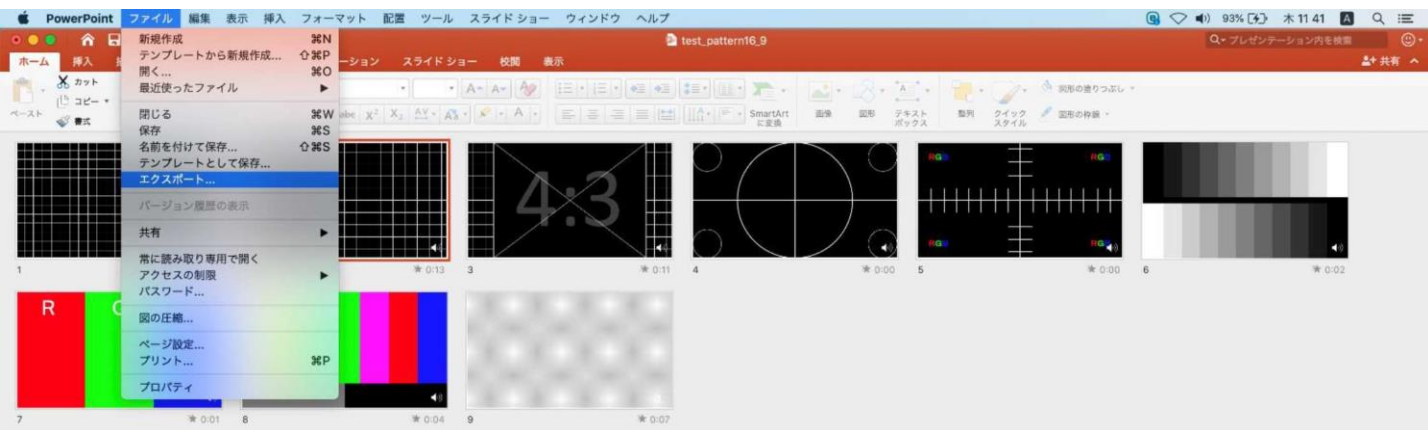 PowerPoint ファイル 編集 表示 挿入 フォーマット 配置 ツール スライド ショー ウィンドウ ヘルプ 93% 木 11 41 A
test_pattern16_9
プレゼンテーション内を検索
ホーム 挿入 ーション スライド ショー 校閲 表示 共有
新規作成 ⌘N
テンプレートから新規作成... ⇧⌘P
開く... ⌘O
最近使ったファイル ▶
閉じる ⌘W
保存 ⌘S
名前を付けて保存... ⇧⌘S
テンプレートとして保存...
エクスポート...
バージョン履歴の表示
共有 ▶
常に読み取り専用で開く
アクセスの制限 ▶
パスワード...
図の圧縮...
ページ設定...
プリント... ⌘P
プロパティ
ペースト
カット
コピー
書式
abc X² X₂ AV
SmartArt に変換
画像
図形
テキスト ボックス
整列
クイック スタイル
図形の塗りつぶし
図形の枠線
4:3
RGB RGB
RGB RGB
1 0:13 3 0:11 4 0:00 5 0:00 6 0:02
R
7 0:01 8 0:04 9 0:07